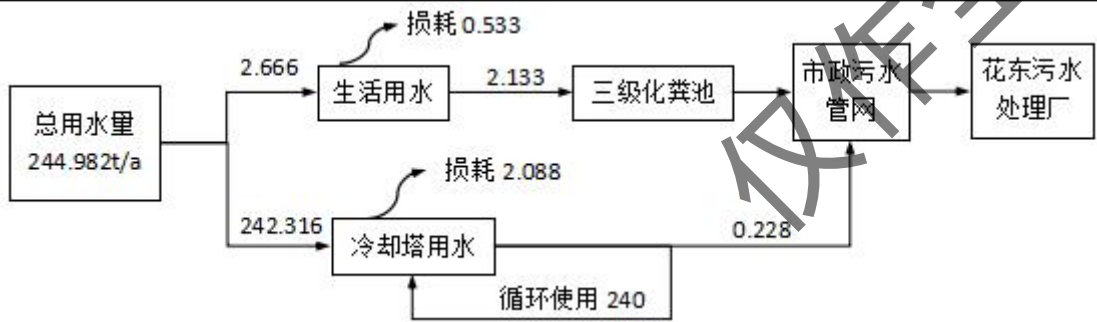 损耗 0.533
2.666
生活用水
2.133
三级化粪池
市政污水
管网
花东污水
处理厂
总用水量
244.982t/a
损耗 2.088
242.316
冷却塔用水
0.228
循环使用 240
仅作